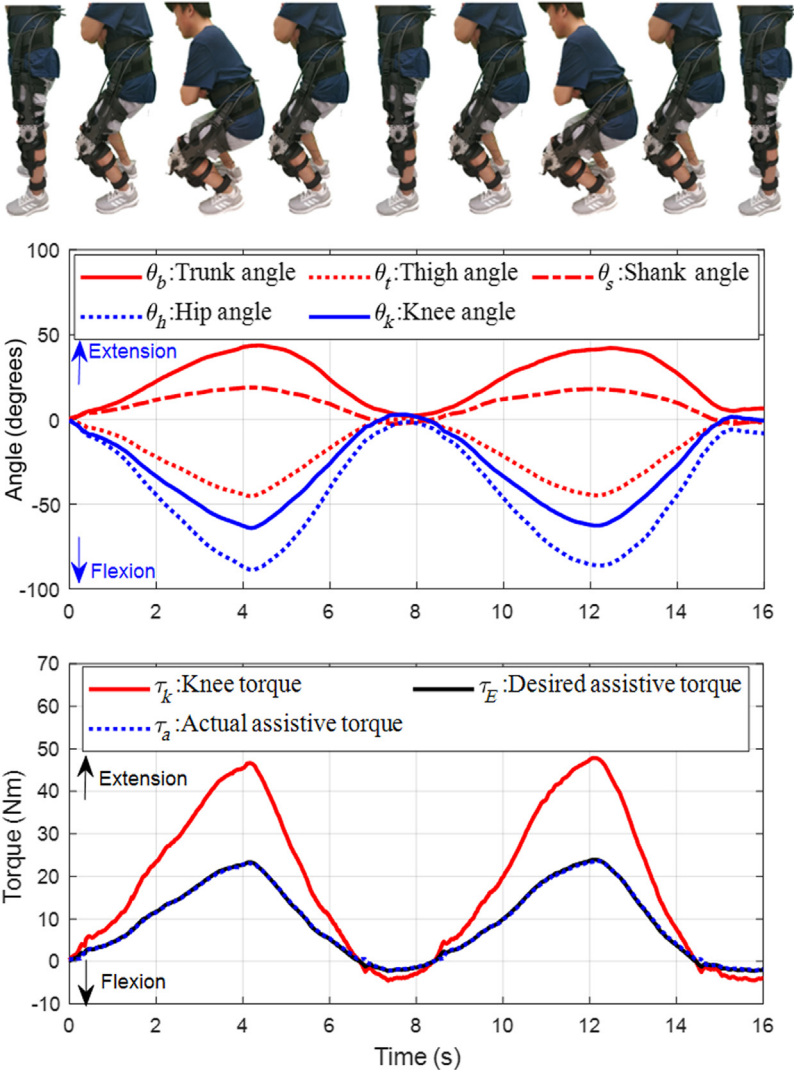 100
θb:Trunk angle θt:Thigh angle θs:Shank angle
θh:Hip angle θk:Knee angle
50
Extension
0
Angle (degrees)
-50
Flexion
-100
0 2 4 6 8 10 12 14 16
70
τk:Knee torque τE:Desired assistive torque
60
τa:Actual assistive torque
50
Extension
40
30
Torque (Nm)
20
10
0
Flexion
-10
0 2 4 6 8 10 12 14 16
Time (s)